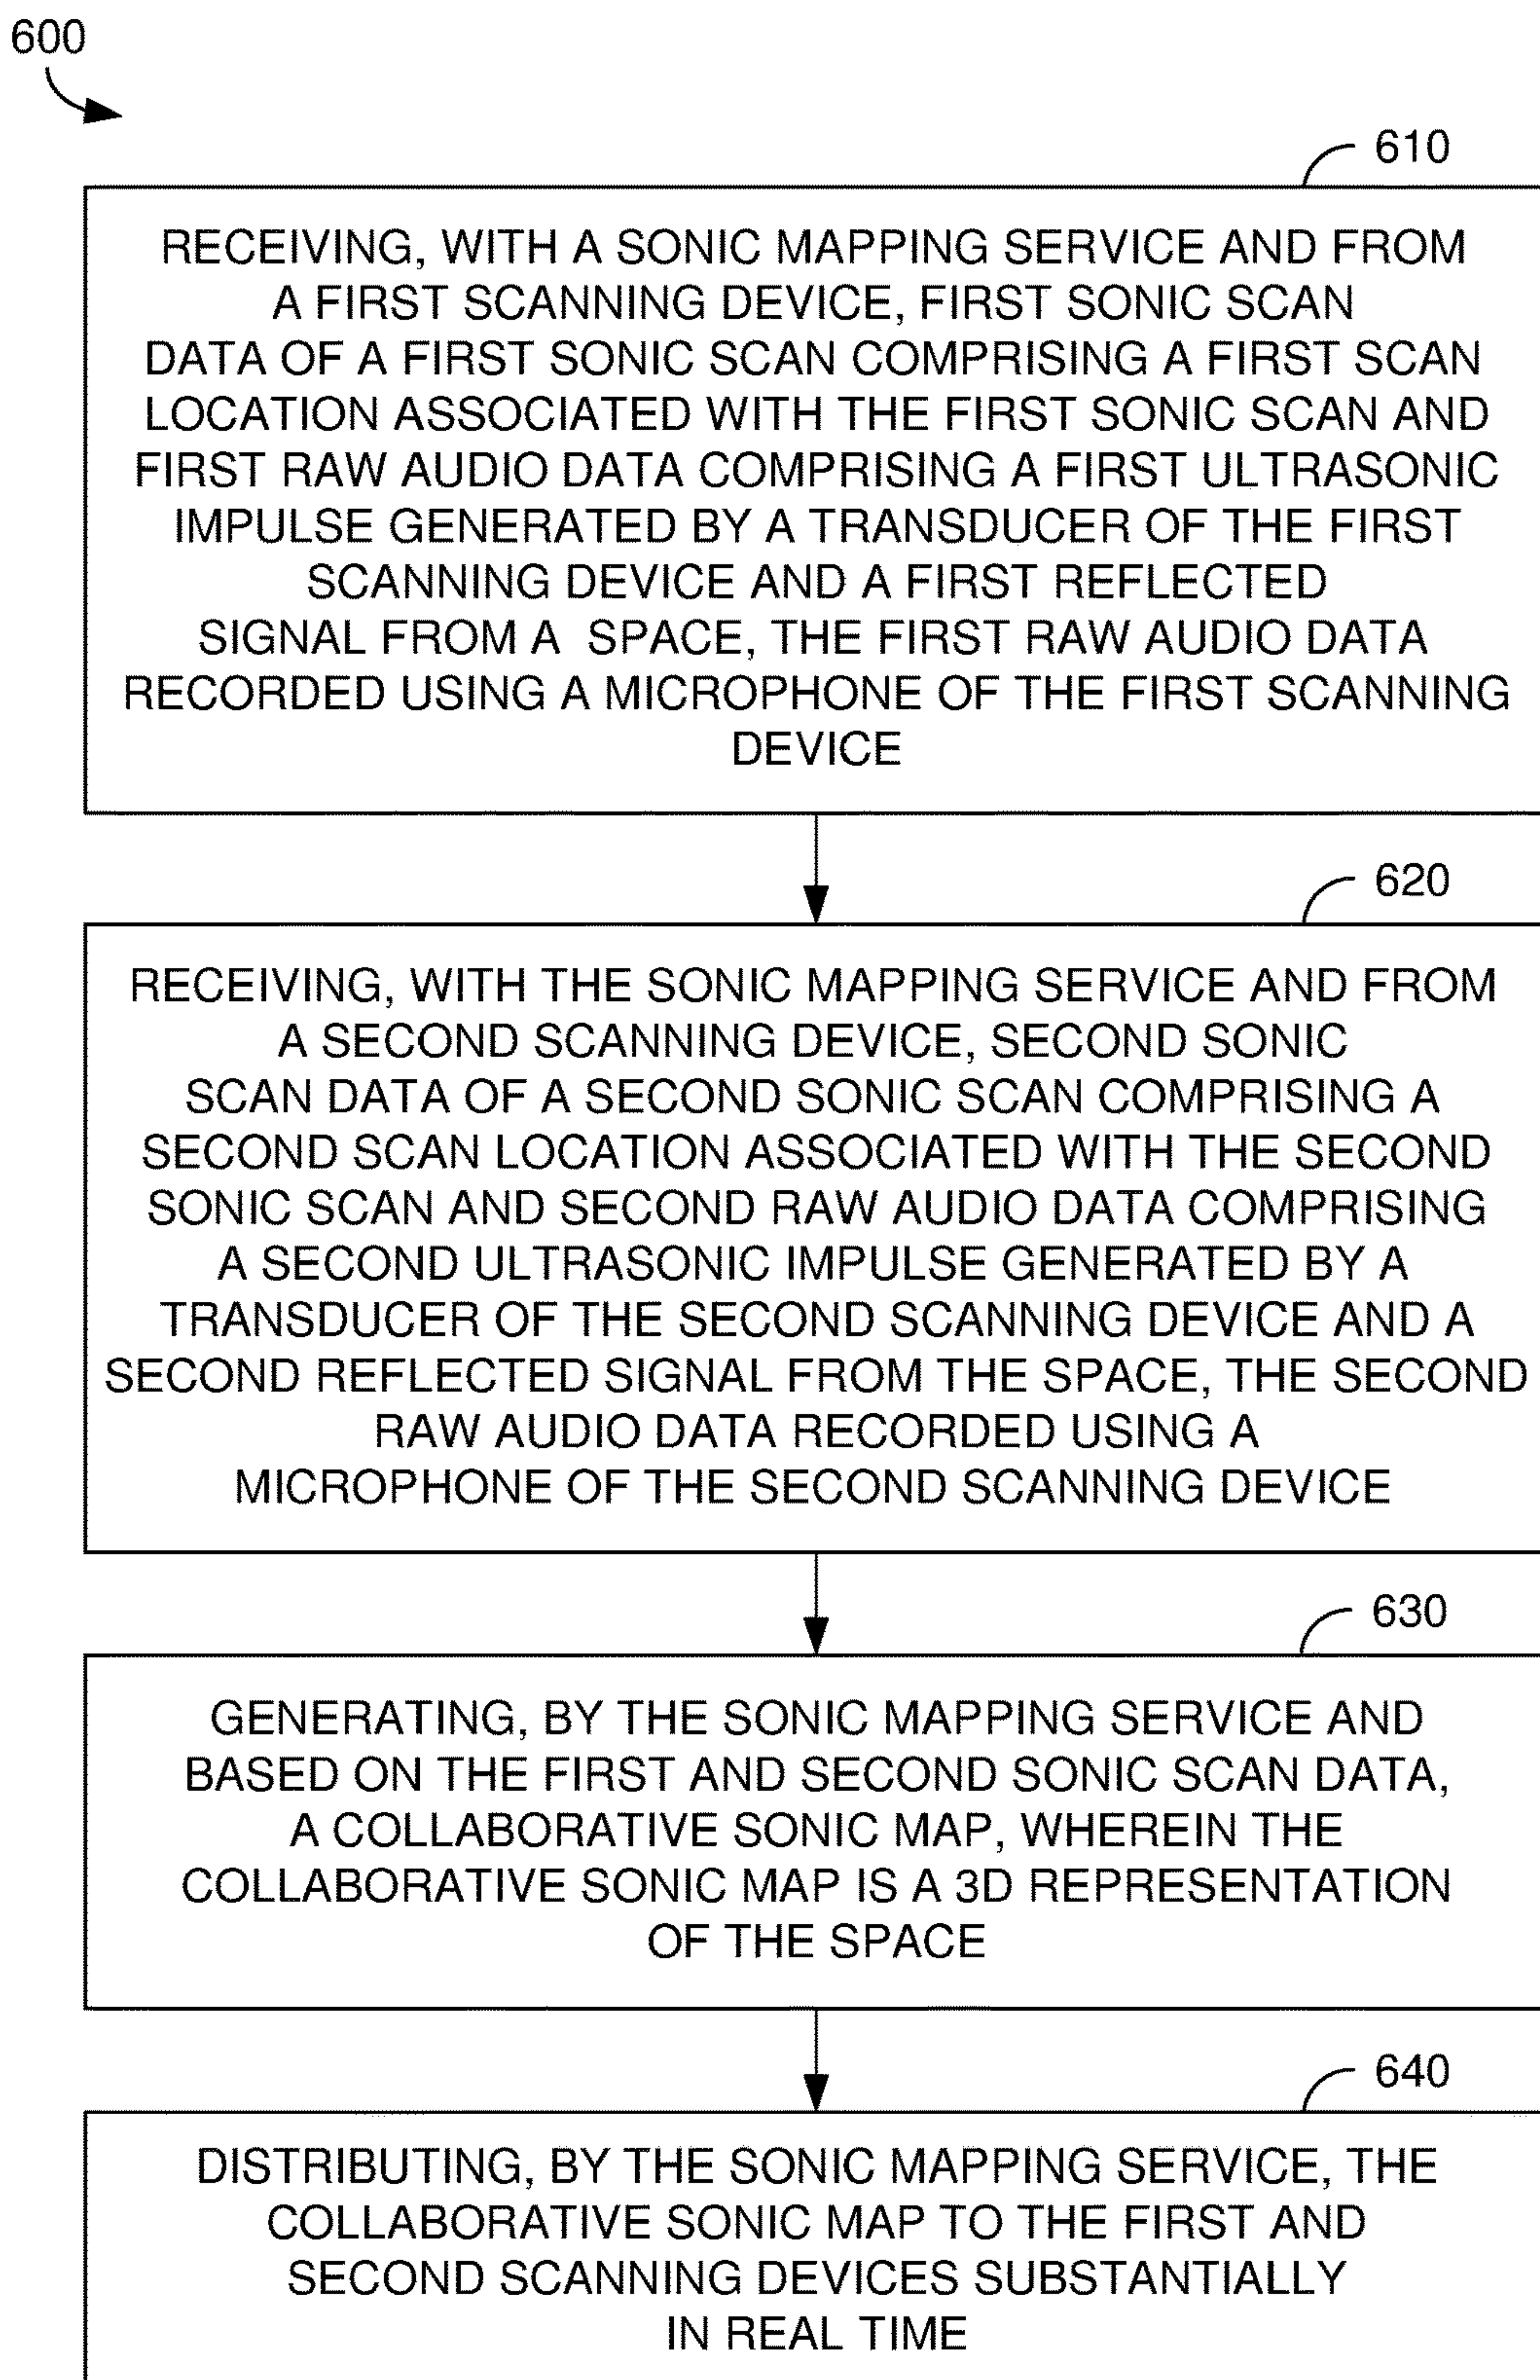 600
610
RECEIVING, WITH A SONIC MAPPING SERVICE AND FROM
A FIRST SCANNING DEVICE, FIRST SONIC SCAN
DATA OF A FIRST SONIC SCAN COMPRISING A FIRST SCAN
LOCATION ASSOCIATED WITH THE FIRST SONIC SCAN AND
FIRST RAW AUDIO DATA COMPRISING A FIRST ULTRASONIC
IMPULSE GENERATED BY A TRANSDUCER OF THE FIRST
SCANNING DEVICE AND A FIRST REFLECTED
SIGNAL FROM A SPACE, THE FIRST RAW AUDIO DATA
RECORDED USING A MICROPHONE OF THE FIRST SCANNING
DEVICE
620
RECEIVING, WITH THE SONIC MAPPING SERVICE AND FROM
A SECOND SCANNING DEVICE, SECOND SONIC
SCAN DATA OF A SECOND SONIC SCAN COMPRISING A
SECOND SCAN LOCATION ASSOCIATED WITH THE SECOND
SONIC SCAN AND SECOND RAW AUDIO DATA COMPRISING
A SECOND ULTRASONIC IMPULSE GENERATED BY A
TRANSDUCER OF THE SECOND SCANNING DEVICE AND A
SECOND REFLECTED SIGNAL FROM THE SPACE, THE SECOND
RAW AUDIO DATA RECORDED USING A
MICROPHONE OF THE SECOND SCANNING DEVICE
630
GENERATING, BY THE SONIC MAPPING SERVICE AND
BASED ON THE FIRST AND SECOND SONIC SCAN DATA,
A COLLABORATIVE SONIC MAP, WHEREIN THE
COLLABORATIVE SONIC MAP IS A 3D REPRESENTATION
OF THE SPACE
640
DISTRIBUTING, BY THE SONIC MAPPING SERVICE, THE
COLLABORATIVE SONIC MAP TO THE FIRST AND
SECOND SCANNING DEVICES SUBSTANTIALLY
IN REAL TIME